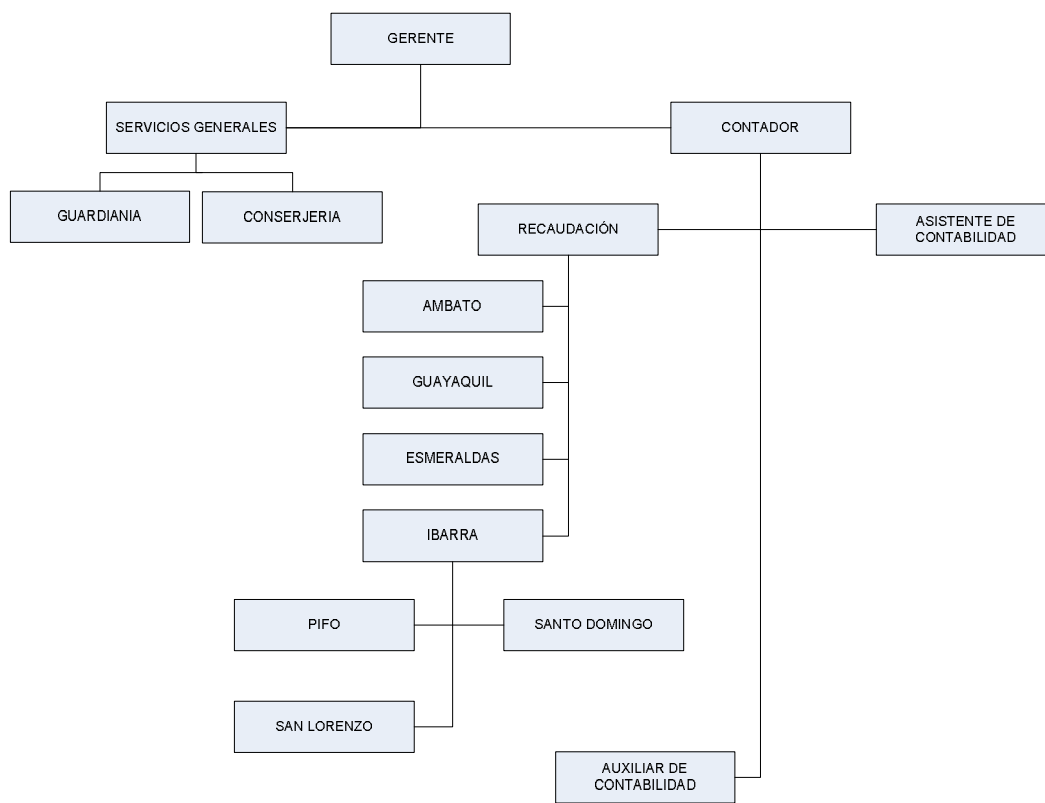 GERENTE
SERVICIOS GENERALES
CONTADOR
GUARDIANIA
CONSERJERIA
RECAUDACIÓN
ASISTENTE DE
CONTABILIDAD
AMBATO
GUAYAQUIL
ESMERALDAS
IBARRA
PIFO
SANTO DOMINGO
SAN LORENZO
AUXILIAR DE
CONTABILIDAD